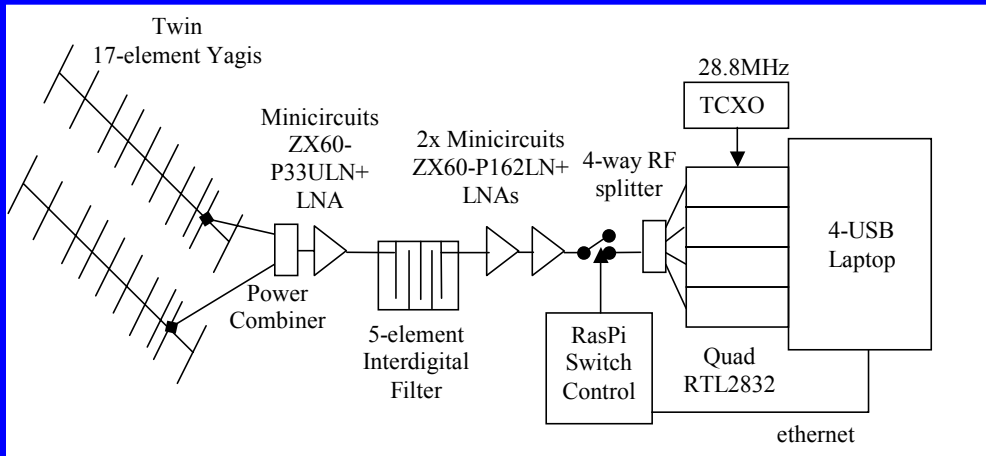 Twin
17-element Yagis
Minicircuits
ZX60-
P33ULN+
LNA
Power
Combiner
5-element
Interdigital
Filter
2x Minicircuits
ZX60-P162LN+
LNAs
4-way RF
splitter
RasPi
Switch
Control
28.8MHz
TCXO
Quad
RTL2832
4-USB
Laptop
ethernet